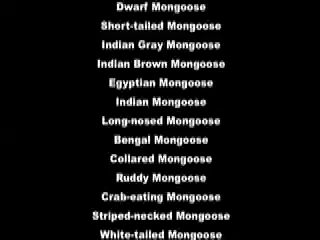 Dwarf Mongoose
Short-tailed Mongoose
Indian Gray Mongoose
Indian Brown Mongoose
Egyptian Mongoose
Indian Mongoose
Long-nosed Mongoose
Bengal Mongoose
Collared Mongoose
Ruddy Mongoose
Crab-eating Mongoose
Striped-necked Mongoose
White-tailed Mongoose